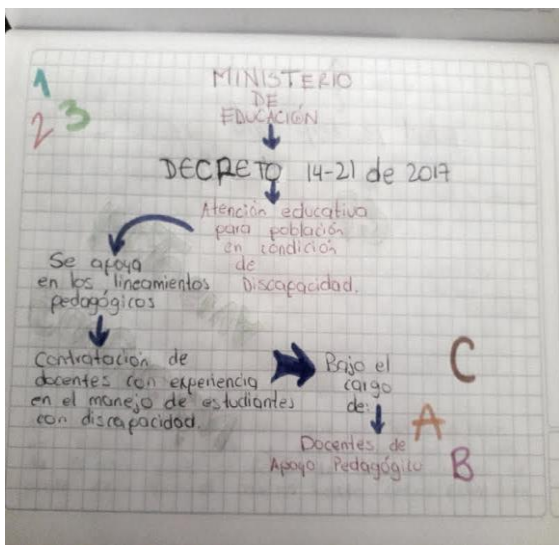 1
2 3
MINISTERIO
DE
EDUCACIÓN
DECRETO 14-21 de 2017
Atención educativa
para población
en condición
de
Discapacidad.
Se apoya
en los lineamientos
pedagógicos
Contratación de
docentes con experiencia
en el manejo de estudiantes
con discapacidad.
Bajo el
cargo
de:
Docentes de
Apoyo Pedagógico
C
A
B